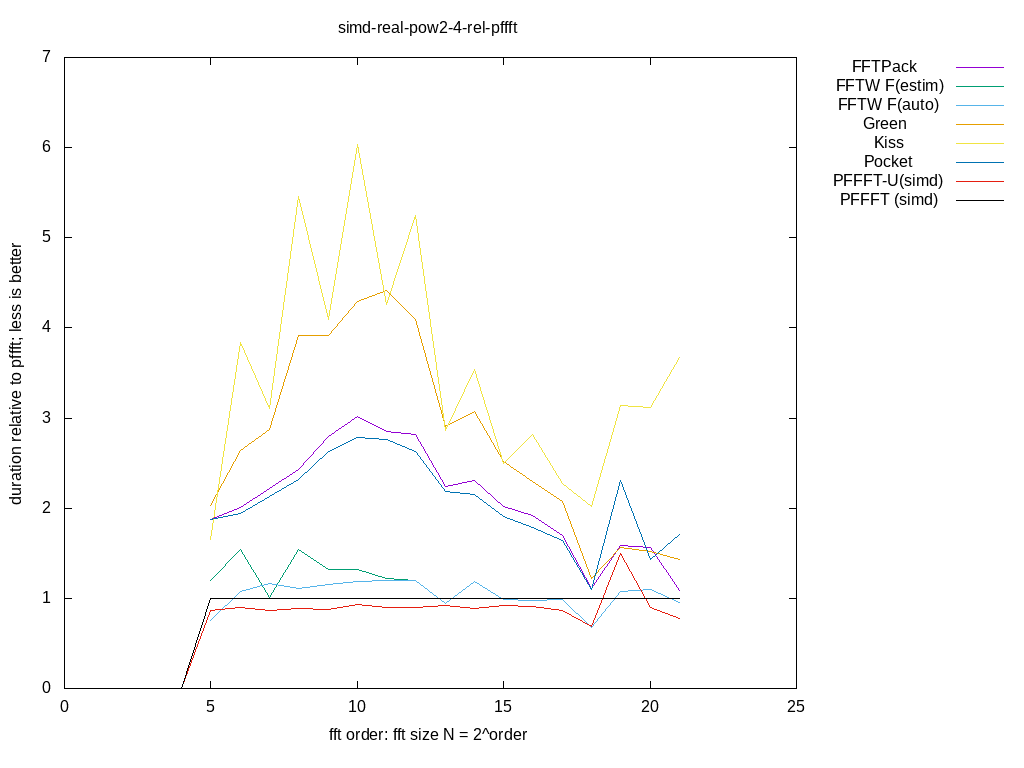 simd-real-pow2-4-rel-pffft
duration relative to pffft; less is better
7
6
5
4
3
2
1
0
0
5
10
15
20
25
fft order: fft size N = 2^order
FFTPack
FFTW F(estim)
FFTW F(auto)
Green
Kiss
Pocket
PFFFT-U(simd)
PFFFT (simd)